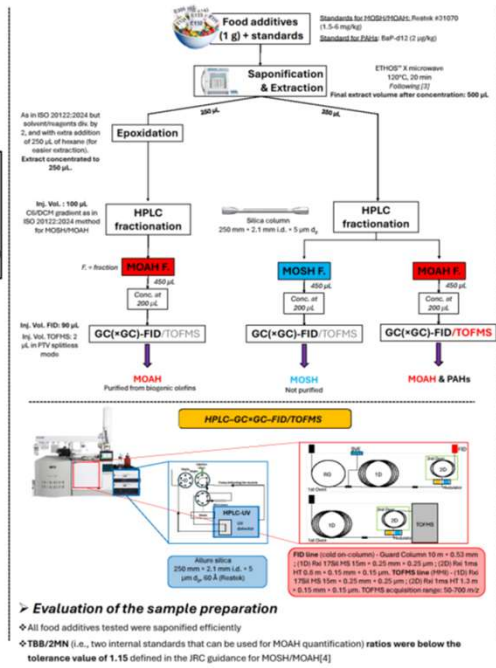 Food additives
(1 g) + standards
Standards for MOSH/MOAH: Restek #31070
(1.5-6 mg/kg)
Standard for PAHs: BaP-d12 (2 µg/kg)
Saponification
& Extraction
ETHOS™ X microwave
120°C, 20 min
Following [3]
Final extract volume after concentration: 500 µL
250 µL
250 µL
As in ISO 20122:2024 but
solvent/reagents div. by
2, and with extra addition
of 250 µL of hexane (for
easier extraction).
Extract concentrated to
250 µL.
Epoxidation
Inj. Vol. : 100 µL
C6/DCM gradient as in
ISO 20122:2024 method
for MOSH/MOAH
HPLC
fractionation
Silica column
250 mm * 2.1 mm i.d. * 5 µm
HPLC
fractionation
F. = fraction
MOAH F.
MOSH F.
MOAH F.
450 µL
450 µL
450 µL
Conc. at
200 µL
Conc. at
200 µL
Conc. at
200 µL
Inj. Vol. FID: 90 µL
Inj. Vol. TOFMS: 2
µL in PTV splitless
mode
GC(×GC)-FID/TOFMS
GC(×GC)-FID/TOFMS
GC(×GC)-FID/TOFMS
MOAH
Purified from biogenic olefins
MOSH
Not purified
MOAH & PAHs
HPLC–GC×GC–FID/TOFMS
HPLC-UV
FID
1D
2D
1D
2D
TOFMS
Allure silica
250 mm * 2.1 mm i.d. * 5
µm, 60 Å (Restek)
FID line (cold on-column) - Guard Column 10 m * 0.53 mm
; (1D) Rxi 17Sil MS 15m * 0.25 mm * 0.25 µm ; (2D) Rxi 1ms
0.15 mm * 0.15 µm. TOFMS line (MMI) - (1D) Rxi
17Sil MS 15m * 0.25 mm * 0.25 µm ; (2D) Rxi 1ms HT 1.3 m
* 0.15 mm * 0.15 µm. TOFMS acquisition range: 50-700 m/z
➢ Evaluation of the sample preparation
❖All food additives tested were saponified efficiently
❖TBB/2MN (i.e., two internal standards that can be used for MOAH quantification) ratios were below the
tolerance value of 1.15 defined in the JRC guidance for MOSH/MOAH[4]